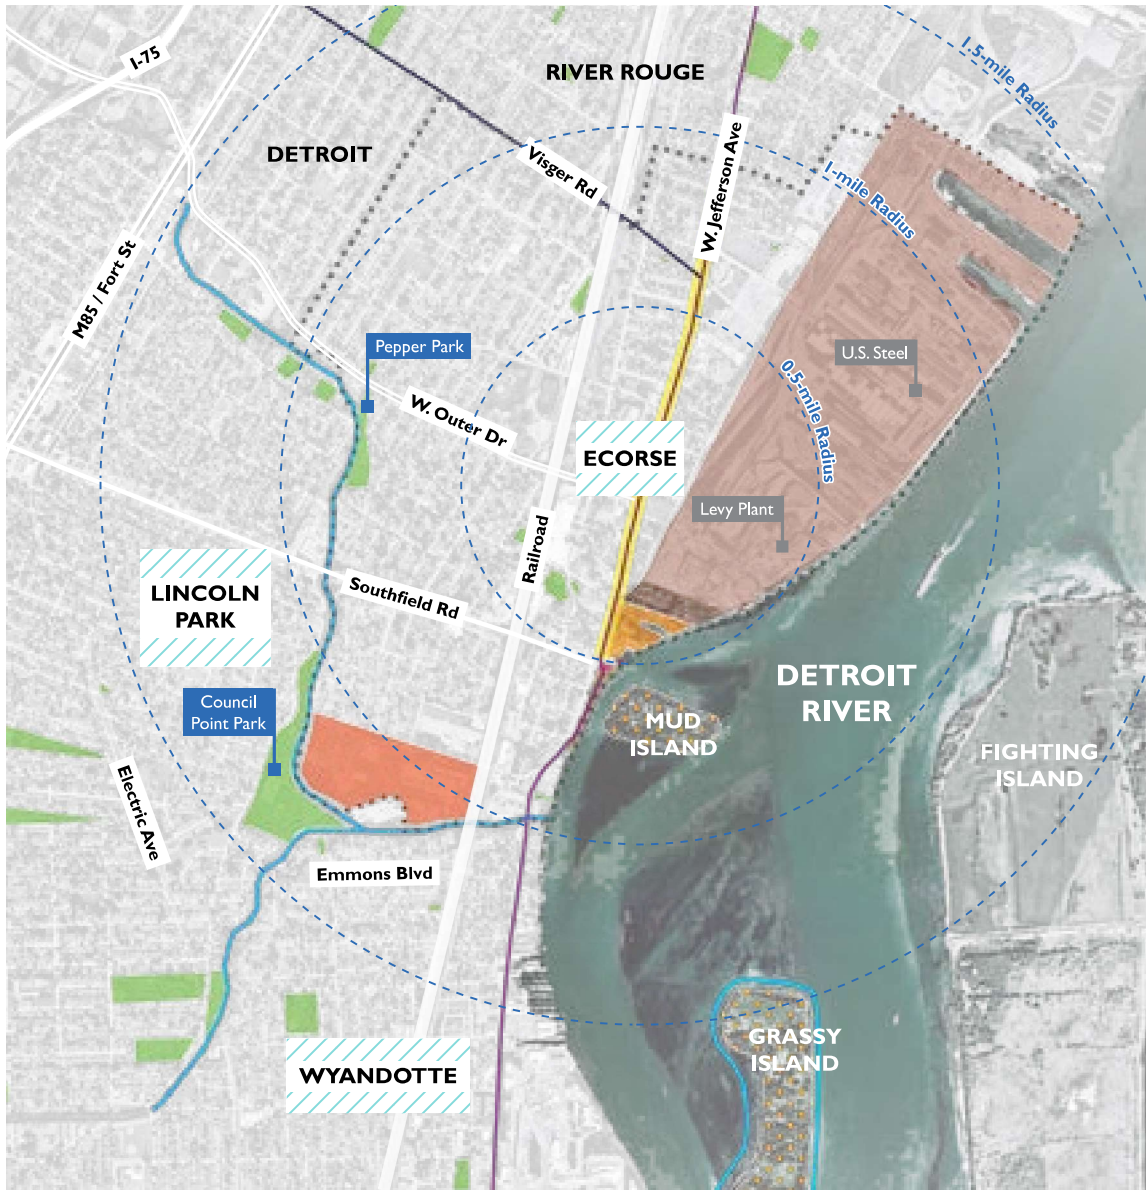 I-75
RIVER ROUGE
1.5-mile Radius
DETROIT
Visger Rd
W. Jefferson Ave
1-mile Radius
M85 / Fort St
Pepper Park
U.S. Steel
0.5-mile Radius
W. Outer Dr
ECORSE
Levy Plant
Railroad
LINCOLN
PARK
Southfield Rd
DETROIT
RIVER
Council
Point Park
MUD
ISLAND
FIGHTING
ISLAND
Electric Ave
Emmons Blvd
GRASSY
ISLAND
WYANDOTTE